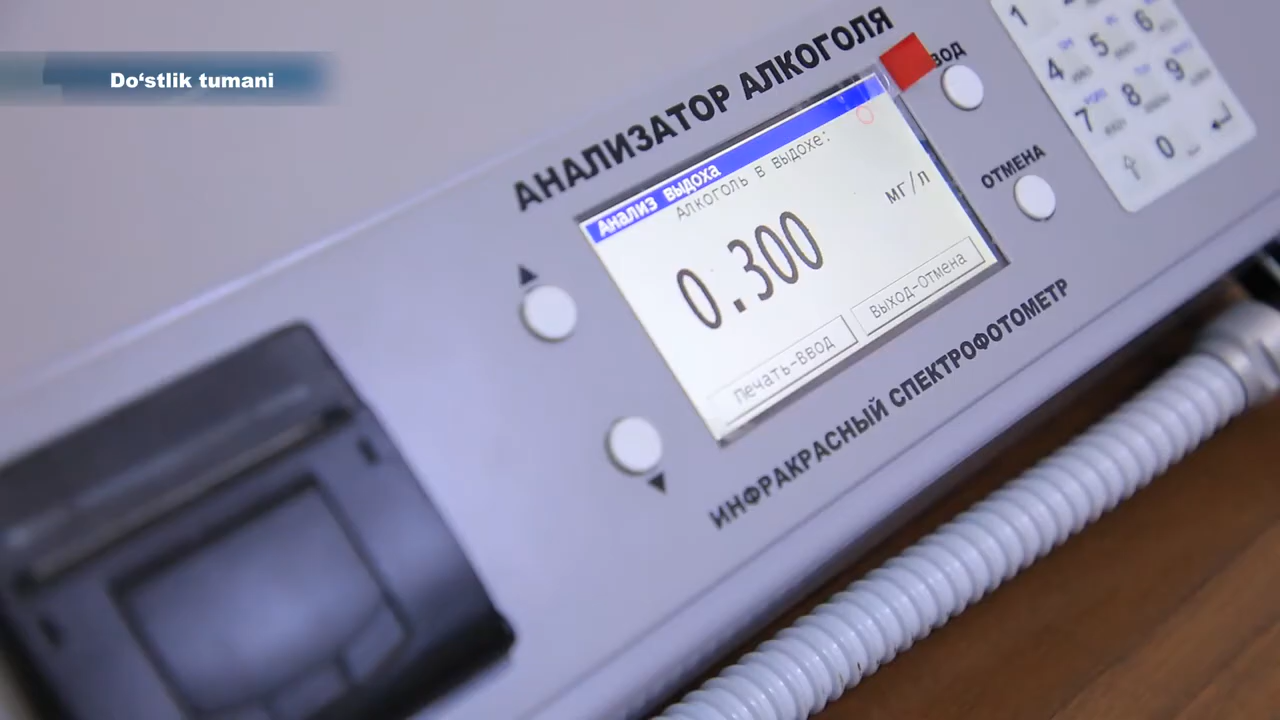 Do‘stlik tumani
АНАЛИЗАТОР АЛКОГОЛЯ
Анализ выдоха
Алкоголь в выдохе:
0.300 мг/л
Печать-Ввод
Выход-Отмена
ОТМЕНА
ИНФРАКРАСНЫЙ СПЕКТРОФОТОМЕТР
1
4 5 6
7 8 9
0